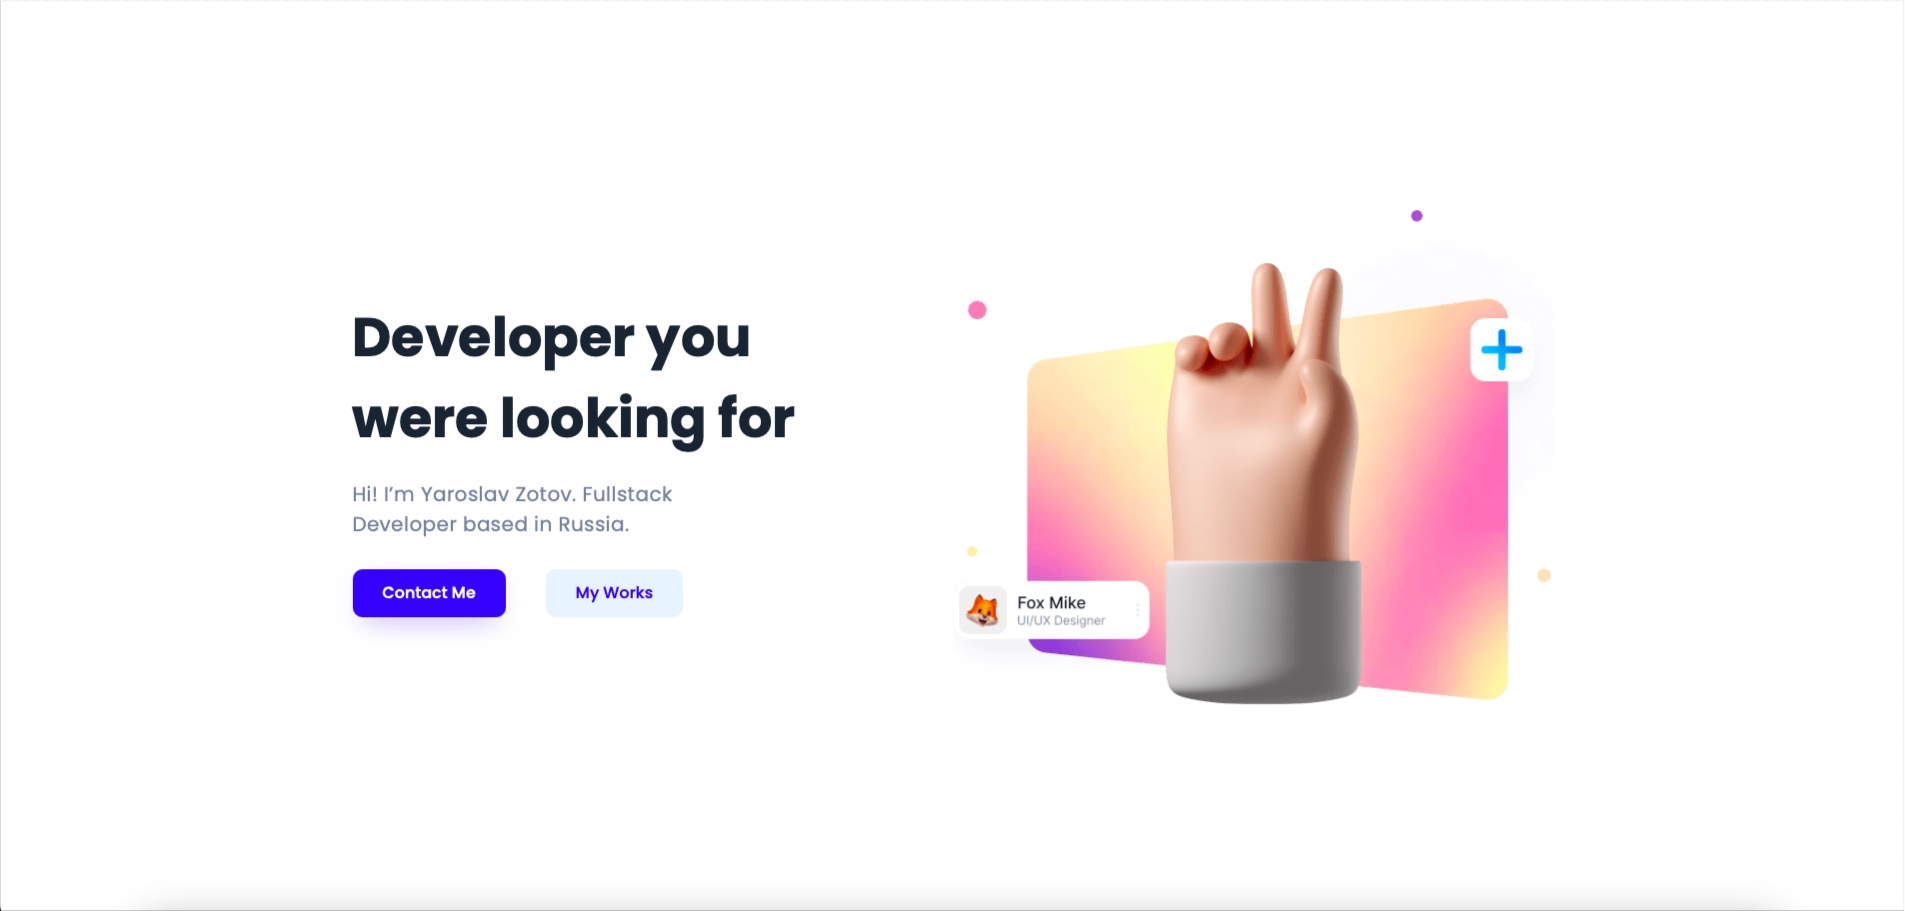 Developer you
were looking for
Hi! I’m Yaroslav Zotov. Fullstack
Developer based in Russia.
Contact Me
My Works
Fox Mike
UI/UX Designer